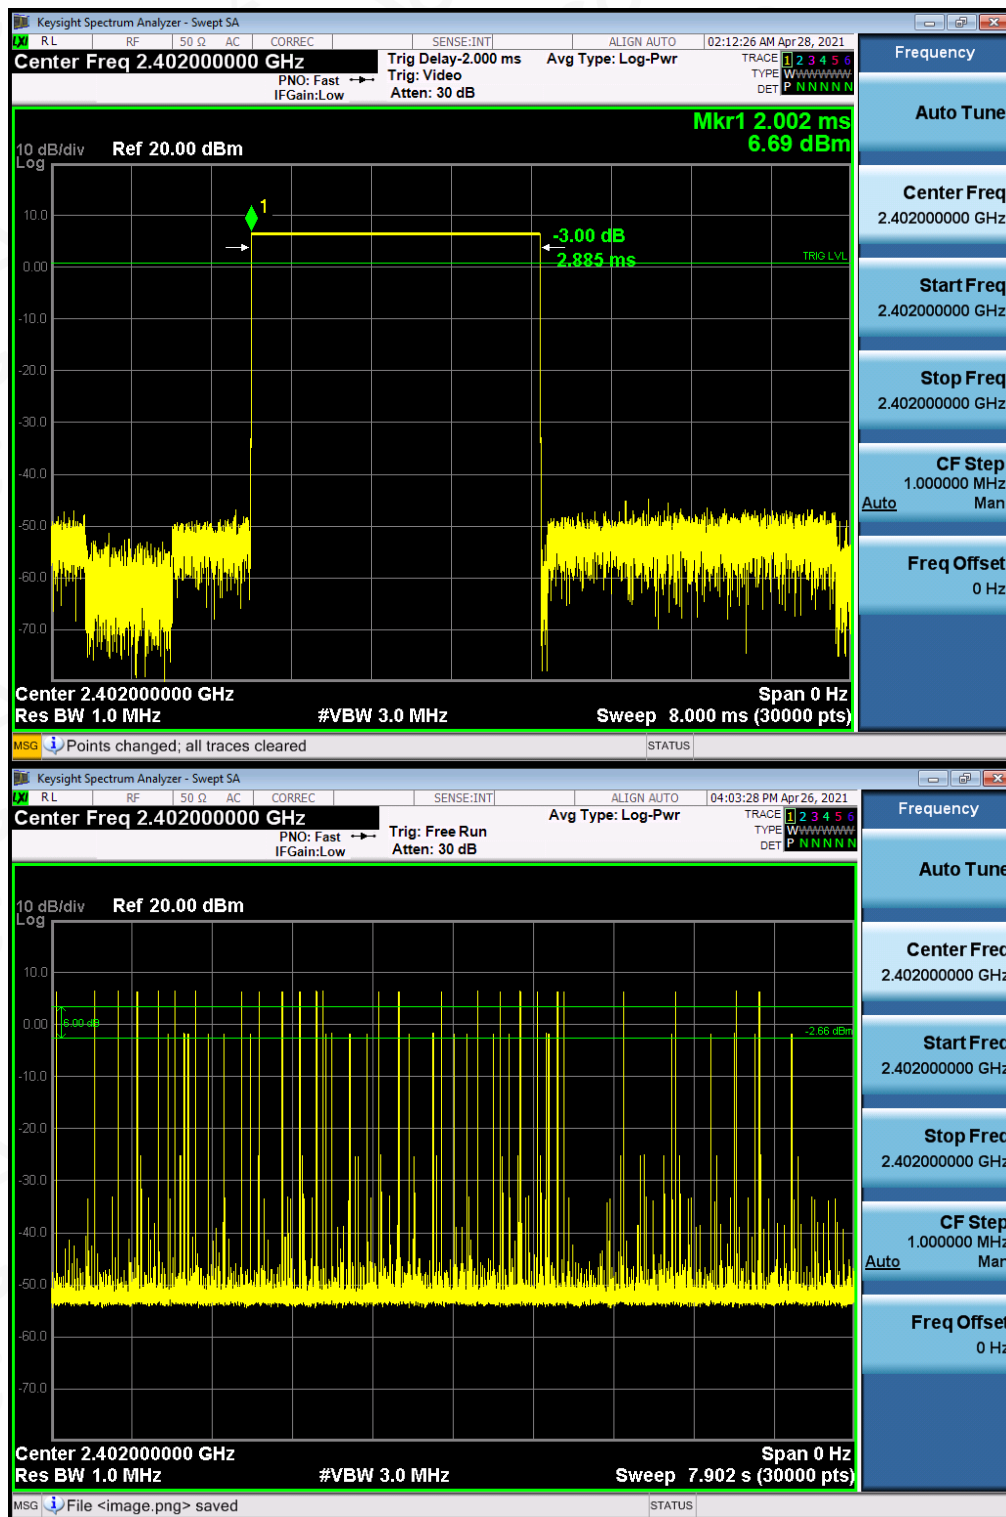 Keysight Spectrum Analyzer - Swept SA
LXI RL RF 50 Ω AC CORREC SENSE:INT ALIGN AUTO 02:12:26 AM Apr 28, 2021
Center Freq 2.402000000 GHz Trig Delay-2.000 ms Avg Type: Log-Pwr TRACE 1 2 3 4 5 6
PNO: Fast Trig: Video TYPE WWWWWWW
IFGain:Low Atten: 30 dB DET P N N N N N
Mkr1 2.002 ms
6.69 dBm
10 dB/div Ref 20.00 dBm
Log
10.0
1
-3.00 dB
2.885 ms
TRIG LVL
0.00
-10.0
-20.0
-30.0
-40.0
-50.0
-60.0
-70.0
Center 2.402000000 GHz Span 0 Hz
Res BW 1.0 MHz #VBW 3.0 MHz Sweep 8.000 ms (30000 pts)
MSG Points changed; all traces cleared STATUS
Frequency
Auto Tune
Center Freq
2.402000000 GHz
Start Freq
2.402000000 GHz
Stop Freq
2.402000000 GHz
CF Step
1.000000 MHz
Auto Man
Freq Offset
0 Hz
Keysight Spectrum Analyzer - Swept SA
LXI RL RF 50 Ω AC CORREC SENSE:INT ALIGN AUTO 04:03:28 PM Apr 26, 2021
Center Freq 2.402000000 GHz Avg Type: Log-Pwr TRACE 1 2 3 4 5 6
PNO: Fast Trig: Free Run TYPE WWWWWWW
IFGain:Low Atten: 30 dB DET P N N N N N
10 dB/div Ref 20.00 dBm
Log
10.0
0.00
6.00 dB
-2.66 dBm
-10.0
-20.0
-30.0
-40.0
-50.0
-60.0
-70.0
Center 2.402000000 GHz Span 0 Hz
Res BW 1.0 MHz #VBW 3.0 MHz Sweep 7.902 s (30000 pts)
MSG File <image.png> saved STATUS
Frequency
Auto Tune
Center Freq
2.402000000 GHz
Start Freq
2.402000000 GHz
Stop Freq
2.402000000 GHz
CF Step
1.000000 MHz
Auto Man
Freq Offset
0 Hz